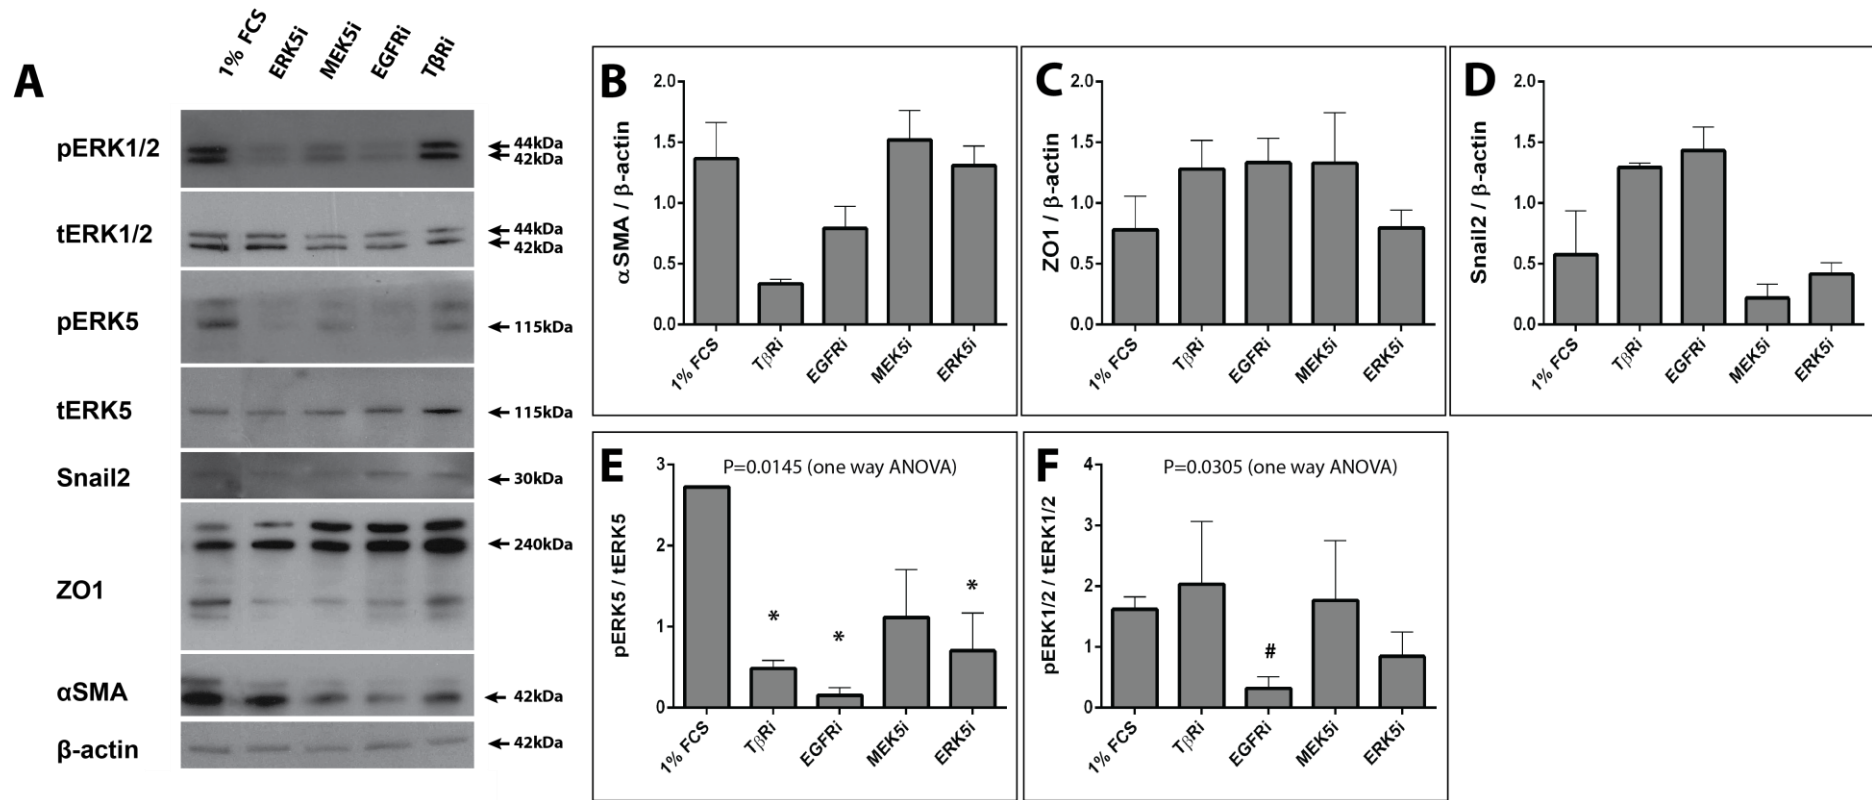 A
1% FCS
ERK5i
MEK5i
EGFRi
TβRi
pERK1/2
44kDa
42kDa
tERK1/2
44kDa
42kDa
pERK5
115kDa
tERK5
115kDa
Snail2
30kDa
ZO1
240kDa
αSMA
42kDa
β-actin
42kDa
B
αSMA / β-actin
2.0
1.5
1.0
0.5
0.0
1% FCS
TβRi
EGFRi
MEK5i
ERK5i
C
ZO1 / β-actin
2.0
1.5
1.0
0.5
0.0
1% FCS
TβRi
EGFRi
MEK5i
ERK5i
D
Snail2 / β-actin
2.0
1.5
1.0
0.5
0.0
1% FCS
TβRi
EGFRi
MEK5i
ERK5i
E
P=0.0145 (one way ANOVA)
pERK5 / tERK5
3
2
1
0
*
*
*
1% FCS
TβRi
EGFRi
MEK5i
ERK5i
F
P=0.0305 (one way ANOVA)
pERK1/2 / tERK1/2
4
3
2
1
0
#
1% FCS
TβRi
EGFRi
MEK5i
ERK5i